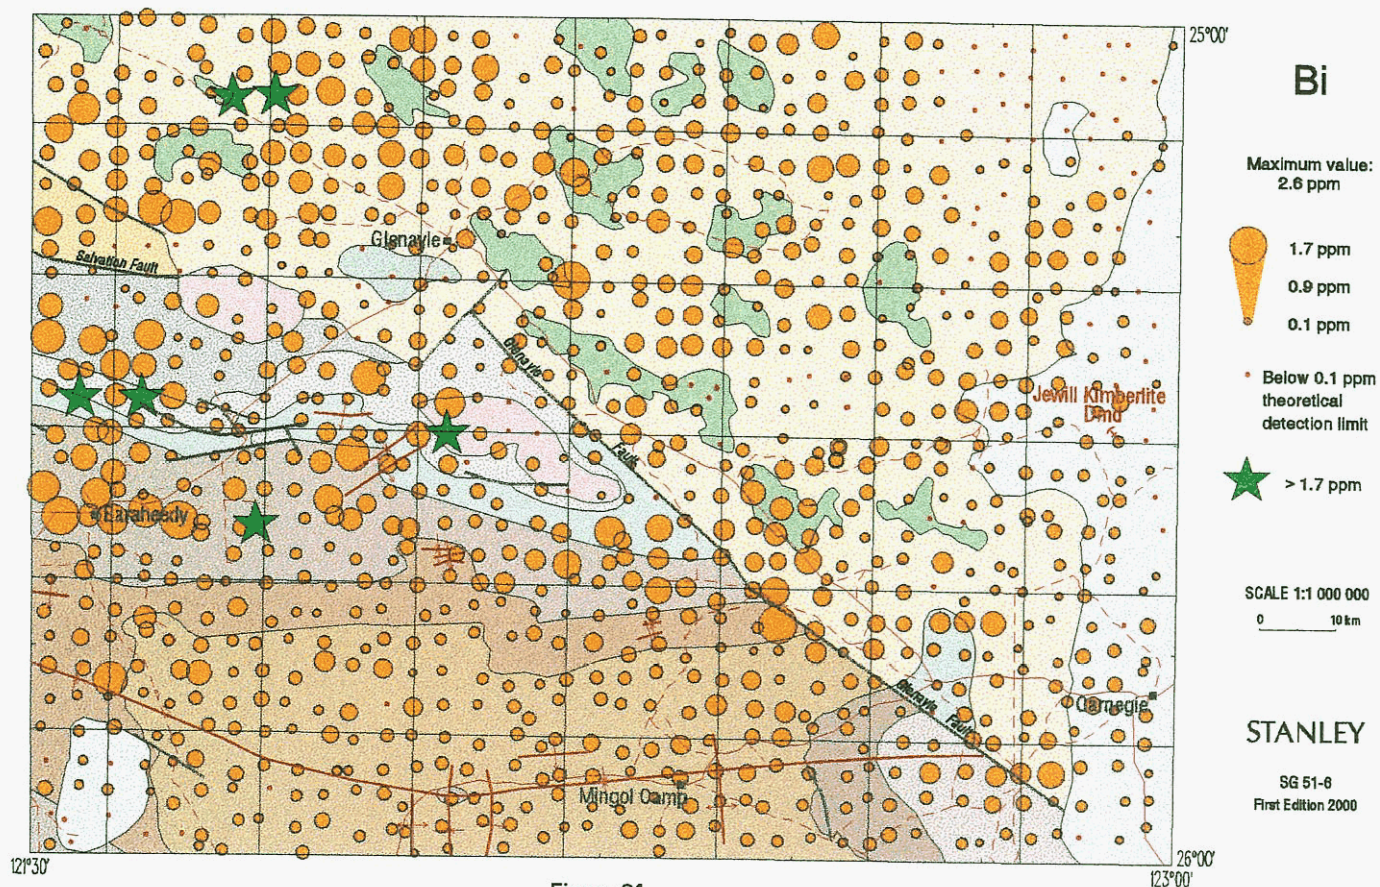 25°00'
Bi
Maximum value:
2.6 ppm
1.7 ppm
0.9 ppm
0.1 ppm
Below 0.1 ppm
theoretical
detection limit
> 1.7 ppm
SCALE 1:1 000 000
0 10 km
STANLEY
SG 51-6
First Edition 2000
Glenayle
Salvation Fault
Glenayle
Fault
Jewill Kimberlite
Dmd
Earaheedy
Glenayle Fault
Carnegie
Mingol Camp
121°30'
26°00'
123°00'